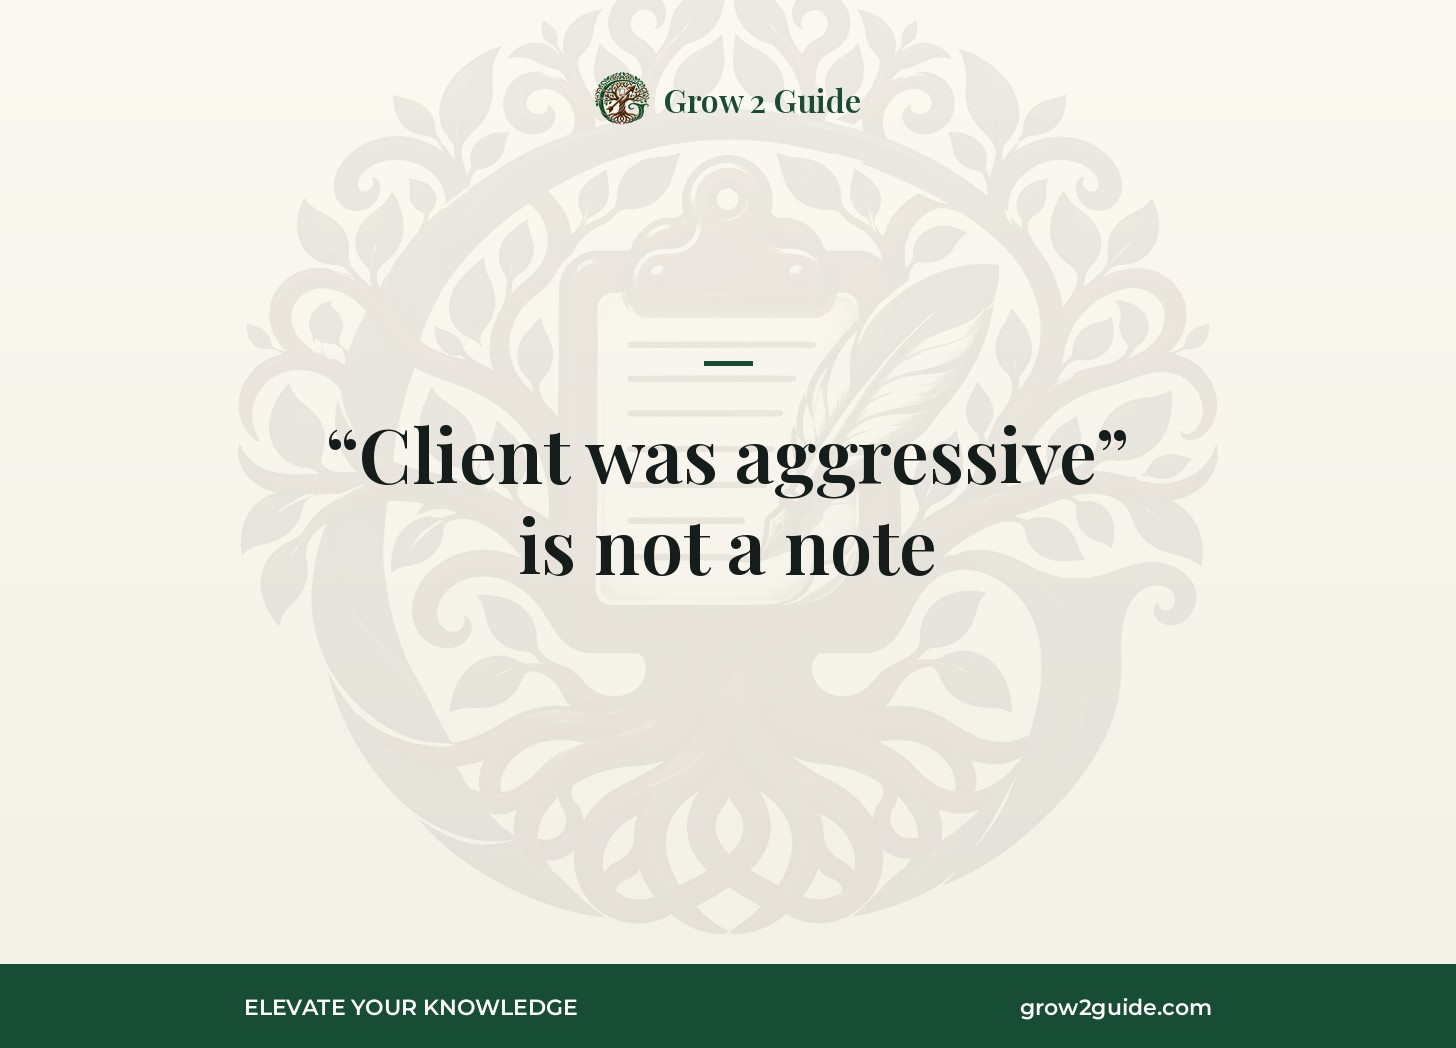 Grow 2 Guide
“Client was aggressive”
is not a note
ELEVATE YOUR KNOWLEDGE
grow2guide.com